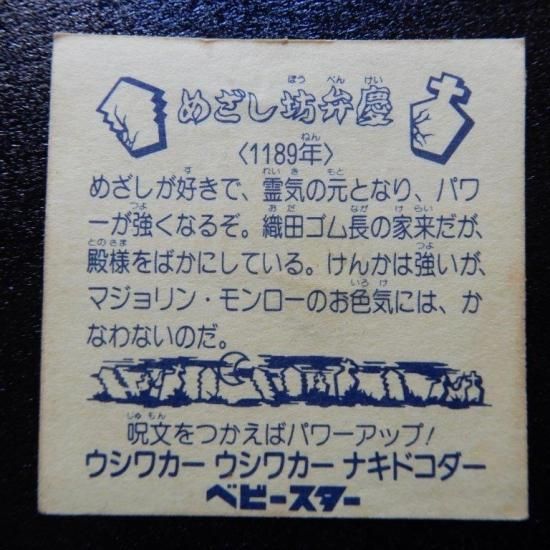 めざし坊弁慶
〈1189年〉
めざしが好きで、霊気の元となり、パワ
ーが強くなるぞ。織田ゴム長の家来だが、
殿様をばかにしている。けんかは強いが、
マジョリン・モンローのお色気には、か
なわないのだ。
呪文をつかえばパワーアップ!
ウシワカー ウシワカー ナキドコダー
ベビースター